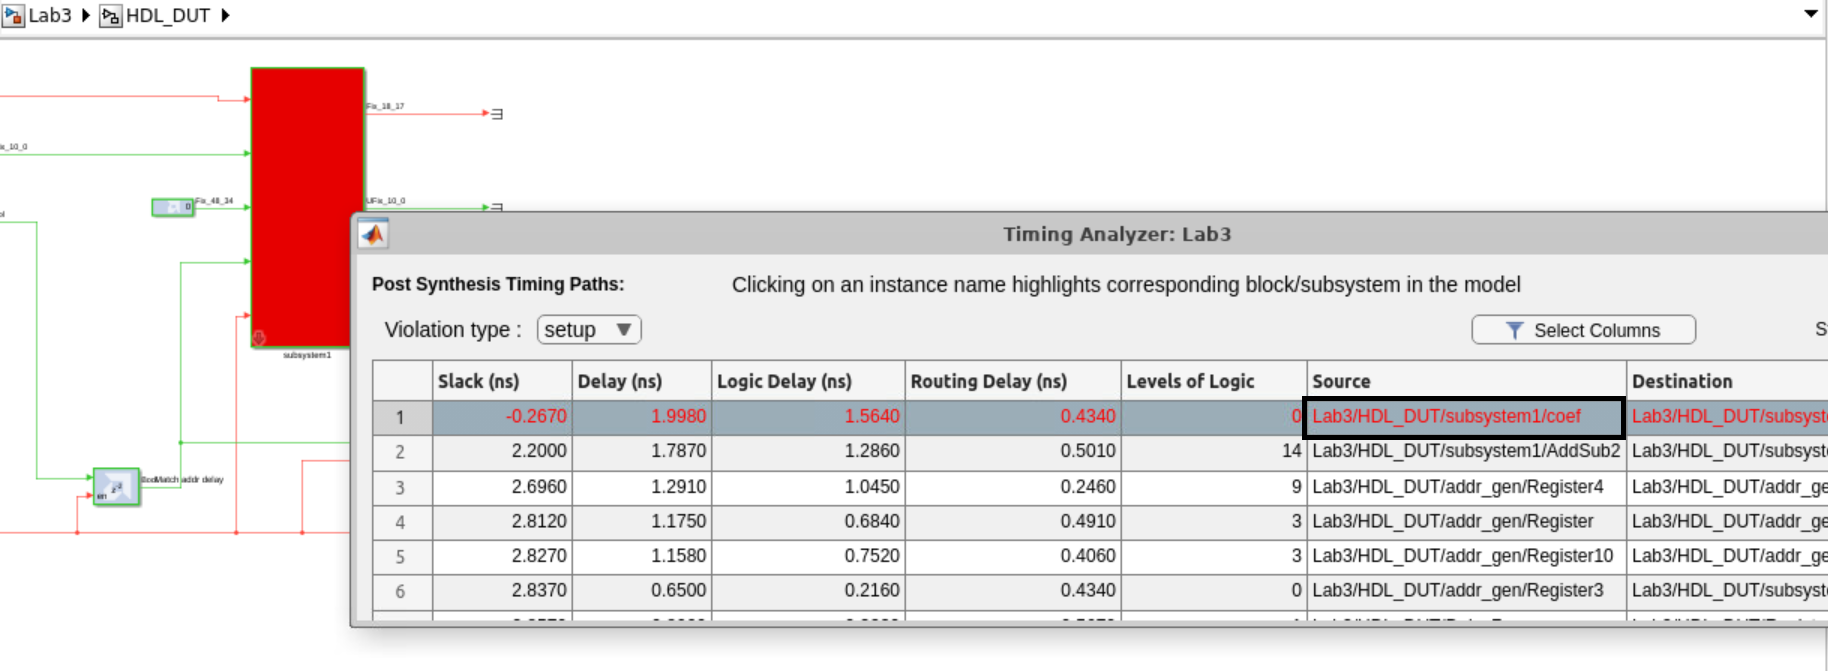 Lab3 HDL_DUT
Fix_18_17
ix_10_0
Fix_48_34
UFix_10_0
ol
subsystem1
addr delay
en
z-2
Timing Analyzer: Lab3
Post Synthesis Timing Paths: Clicking on an instance name highlights corresponding block/subsystem in the model
Violation type : setup Select Columns S
Slack (ns) Delay (ns) Logic Delay (ns) Routing Delay (ns) Levels of Logic Source Destination
1 -0.2670 1.9980 1.5640 0.4340 0 Lab3/HDL_DUT/subsystem1/coef Lab3/HDL_DUT/subsyst
2 2.2000 1.7870 1.2860 0.5010 14 Lab3/HDL_DUT/subsystem1/AddSub2 Lab3/HDL_DUT/subsyst
3 2.6960 1.2910 1.0450 0.2460 9 Lab3/HDL_DUT/addr_gen/Register4 Lab3/HDL_DUT/addr_ge
4 2.8120 1.1750 0.6840 0.4910 3 Lab3/HDL_DUT/addr_gen/Register Lab3/HDL_DUT/addr_ge
5 2.8270 1.1580 0.7520 0.4060 3 Lab3/HDL_DUT/addr_gen/Register10 Lab3/HDL_DUT/addr_ge
6 2.8370 0.6500 0.2160 0.4340 0 Lab3/HDL_DUT/addr_gen/Register3 Lab3/HDL_DUT/subsyst